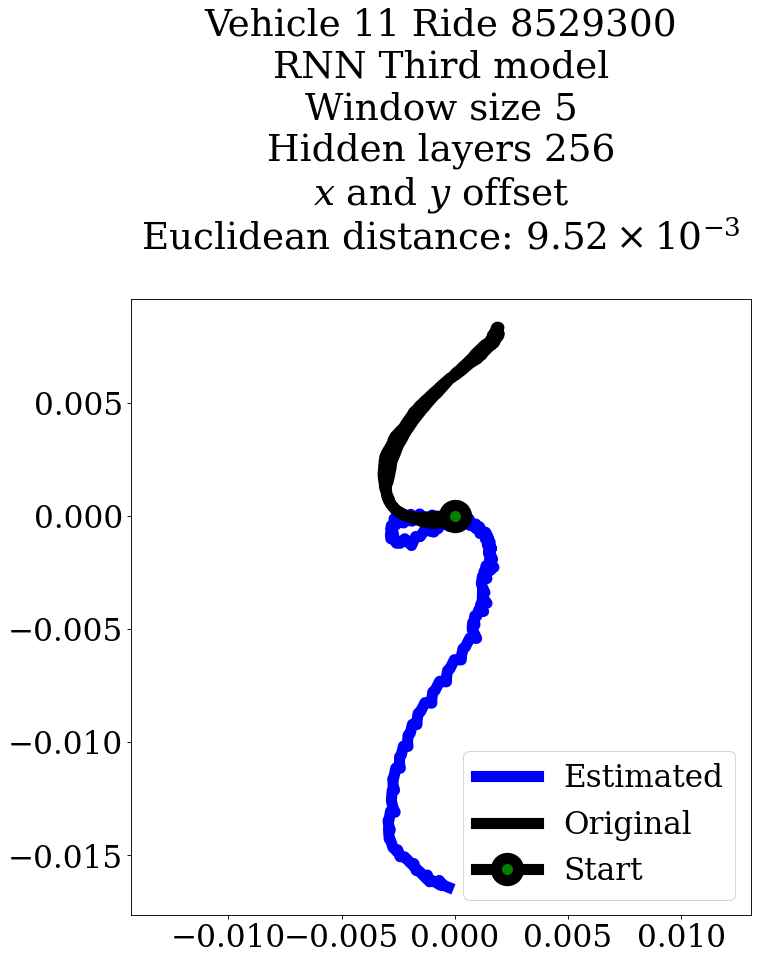 Vehicle 11 Ride 8529300
RNN Third model
Window size 5
Hidden layers 256
x and y offset
Euclidean distance: 9.52 × 10⁻³
0.005
0.000
−0.005
−0.010
−0.015
Estimated
Original
Start
−0.010 −0.005 0.000 0.005 0.010